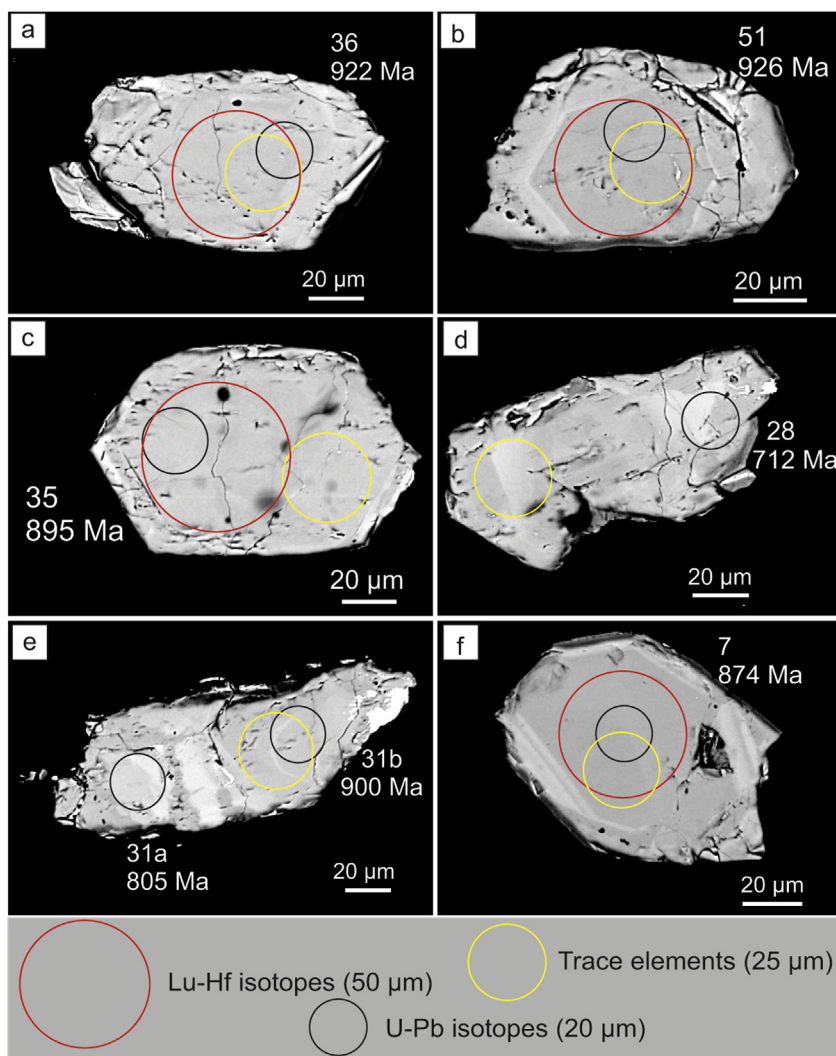 a
36
922 Ma
20 μm
b
51
926 Ma
20 μm
c
35
895 Ma
20 μm
d
28
712 Ma
20 μm
e
31b
900 Ma
31a
805 Ma
20 μm
f
7
874 Ma
20 μm
Lu-Hf isotopes (50 μm)
Trace elements (25 μm)
U-Pb isotopes (20 μm)